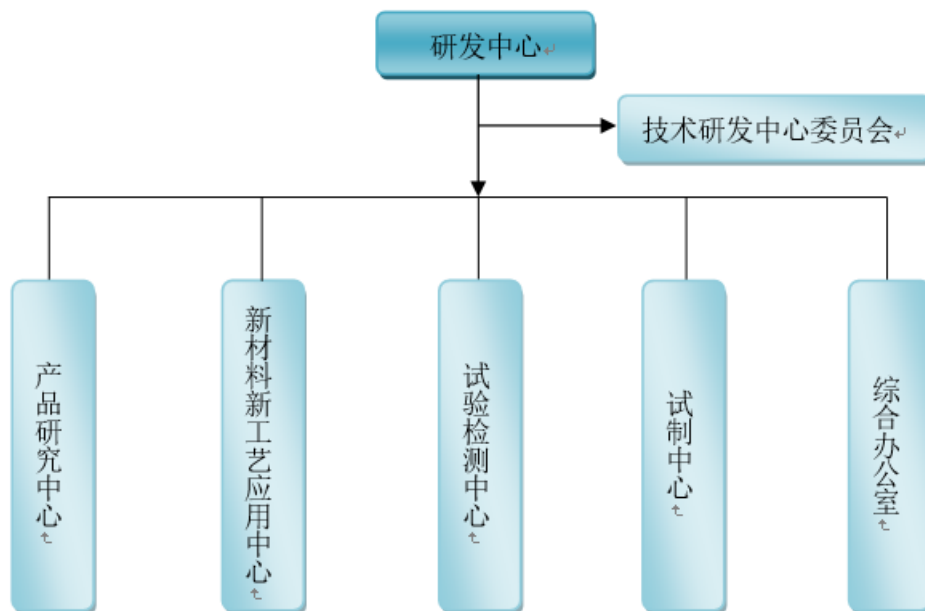 研发中心
技术研发中心委员会
产品研究中心
新材料新工艺应用中心
试验检测中心
试制中心
综合办公室